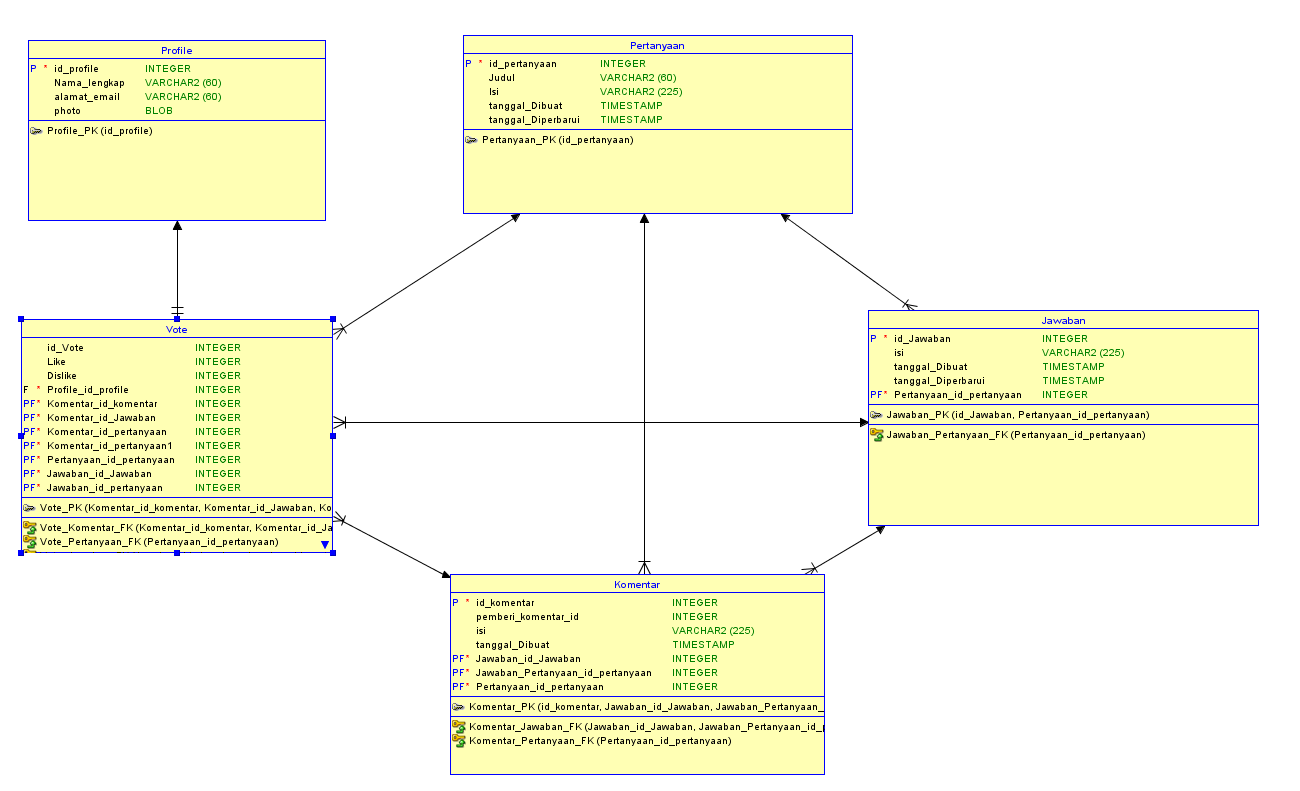 Profile
P * id_profile INTEGER
Nama_lengkap VARCHAR2 (60)
alamat_email VARCHAR2 (60)
photo BLOB
Profile_PK (id_profile)
Pertanyaan
P * id_pertanyaan INTEGER
Judul VARCHAR2 (60)
Isi VARCHAR2 (225)
tanggal_Dibuat TIMESTAMP
tanggal_Diperbarui TIMESTAMP
Pertanyaan_PK (id_pertanyaan)
Vote
id_Vote INTEGER
Like INTEGER
Dislike INTEGER
F * Profile_id_profile INTEGER
PF* Komentar_id_komentar INTEGER
PF* Komentar_id_Jawaban INTEGER
PF* Komentar_id_pertanyaan INTEGER
PF* Komentar_id_pertanyaan1 INTEGER
PF* Pertanyaan_id_pertanyaan INTEGER
PF* Jawaban_id_Jawaban INTEGER
PF* Jawaban_id_pertanyaan INTEGER
Vote_PK (Komentar_id_komentar, Komentar_id_Jawaban, Ko
Vote_Komentar_FK (Komentar_id_komentar, Komentar_id_Ja
Vote_Pertanyaan_FK (Pertanyaan_id_pertanyaan)
Jawaban
P * id_Jawaban INTEGER
isi VARCHAR2 (225)
tanggal_Dibuat TIMESTAMP
tanggal_Diperbarui TIMESTAMP
PF* Pertanyaan_id_pertanyaan INTEGER
Jawaban_PK (id_Jawaban, Pertanyaan_id_pertanyaan)
Jawaban_Pertanyaan_FK (Pertanyaan_id_pertanyaan)
Komentar
P * id_komentar INTEGER
pemberi_komentar_id INTEGER
isi VARCHAR2 (225)
tanggal_Dibuat TIMESTAMP
PF* Jawaban_id_Jawaban INTEGER
PF* Jawaban_Pertanyaan_id_pertanyaan INTEGER
PF* Pertanyaan_id_pertanyaan INTEGER
Komentar_PK (id_komentar, Jawaban_id_Jawaban, Jawaban_Pertanyaan_
Komentar_Jawaban_FK (Jawaban_id_Jawaban, Jawaban_Pertanyaan_id_p
Komentar_Pertanyaan_FK (Pertanyaan_id_pertanyaan)